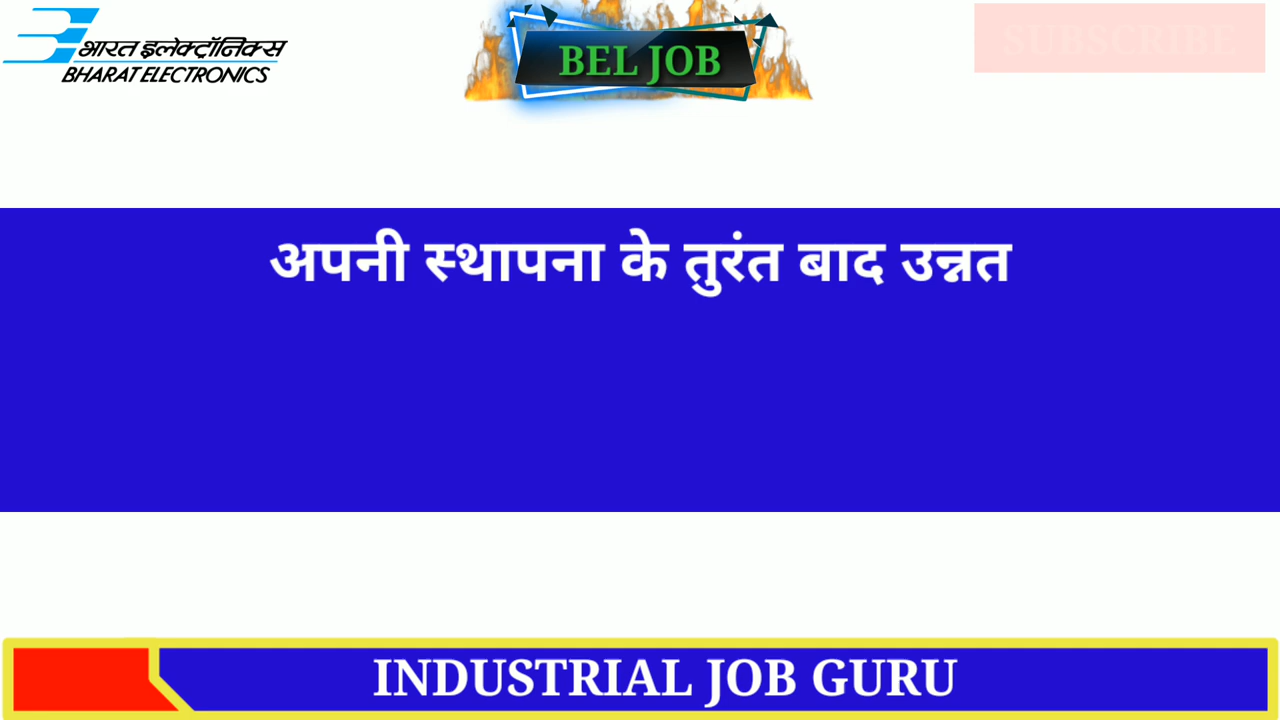 भारत इलेक्ट्रॉनिक्स
BHARAT ELECTRONICS
BEL JOB
SUBSCRIBE
अपनी स्थापना के तुरंत बाद उन्नत
INDUSTRIAL JOB GURU